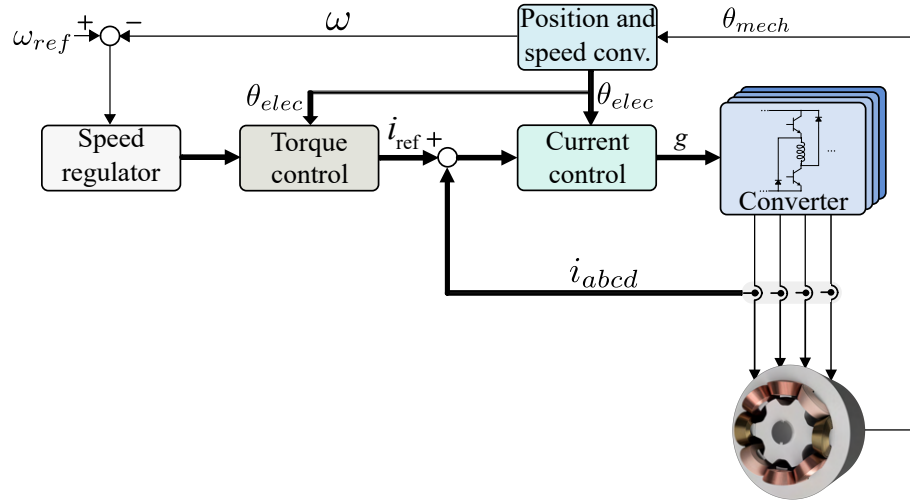 ω_ref
+
−
ω
Position and
speed conv.
θ_mech
θ_elec
θ_elec
Speed
regulator
Torque
control
i_ref
+
Current
control
g
...
...
...
Converter
i_abcd